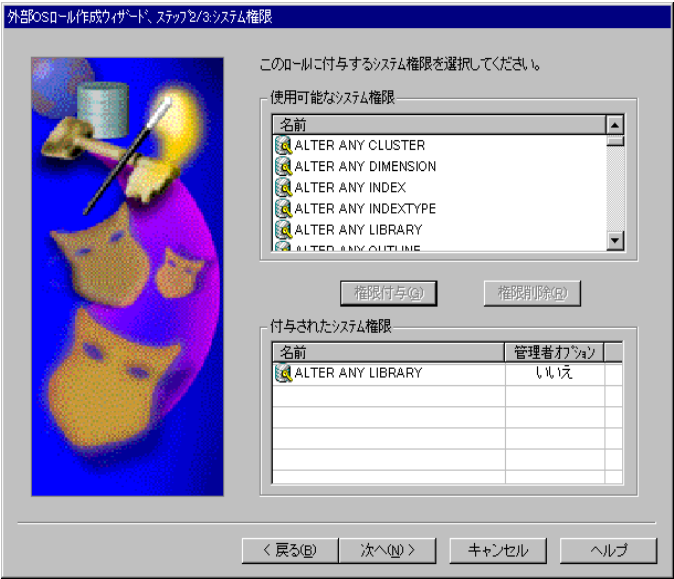 外部OSロール作成ウィザード、ステップ2/3:システム権限
このロールに付与するシステム権限を選択してください。
使用可能なシステム権限
名前
ALTER ANY CLUSTER
ALTER ANY DIMENSION
ALTER ANY INDEX
ALTER ANY INDEXTYPE
ALTER ANY LIBRARY
ALTER ANY OUTLINE
権限付与(G) 権限削除(R)
付与されたシステム権限
名前 管理者オプション
ALTER ANY LIBRARY いいえ
< 戻る(B) 次へ(N) > キャンセル ヘルプ